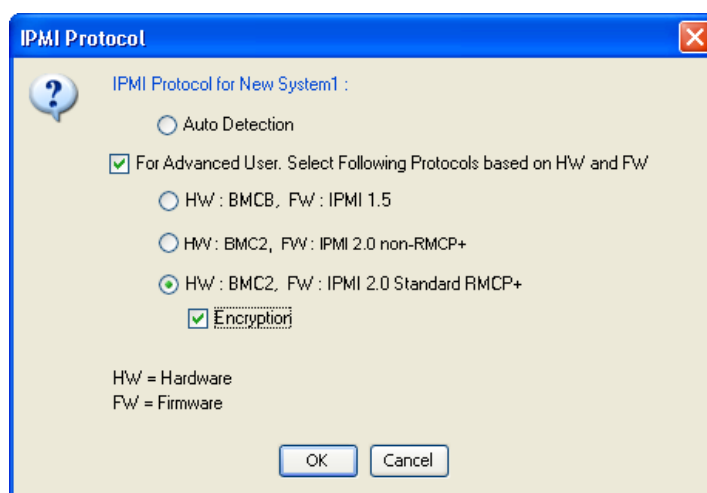 IPMI Protocol
IPMI Protocol for New System1 :
Auto Detection
For Advanced User. Select Following Protocols based on HW and FW
HW : BMCB, FW : IPMI 1.5
HW : BMC2, FW : IPMI 2.0 non-RMCP+
HW : BMC2, FW : IPMI 2.0 Standard RMCP+
Encryption
HW = Hardware
FW = Firmware
OK Cancel